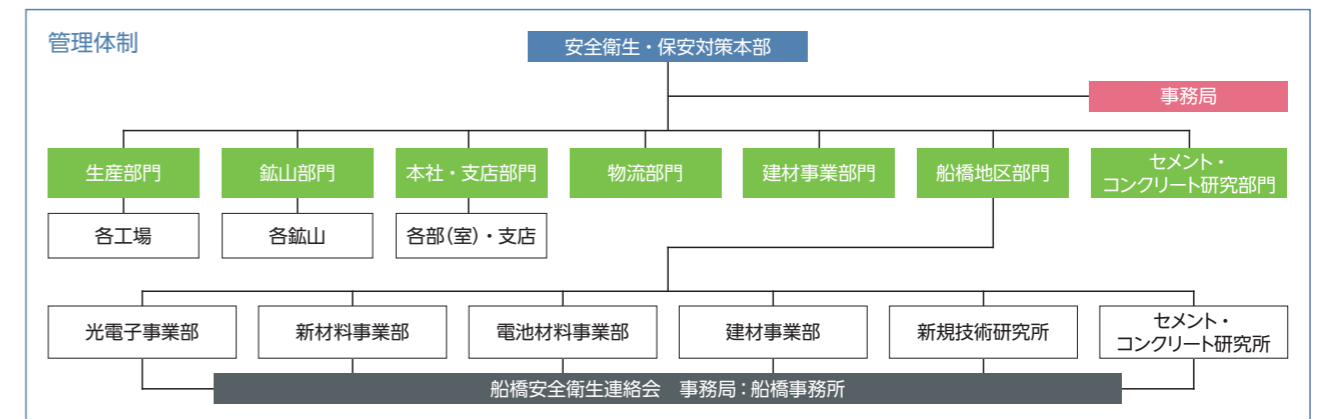 管理体制
安全衛生・保安対策本部
事務局
生産部門
鉱山部門
本社・支店部門
物流部門
建材事業部門
船橋地区部門
セメント・
コンクリート研究部門
各工場
各鉱山
各部(室)・支店
光電子事業部
新材料事業部
電池材料事業部
建材事業部
新規技術研究所
セメント・
コンクリート研究所
船橋安全衛生連絡会　事務局：船橋事務所